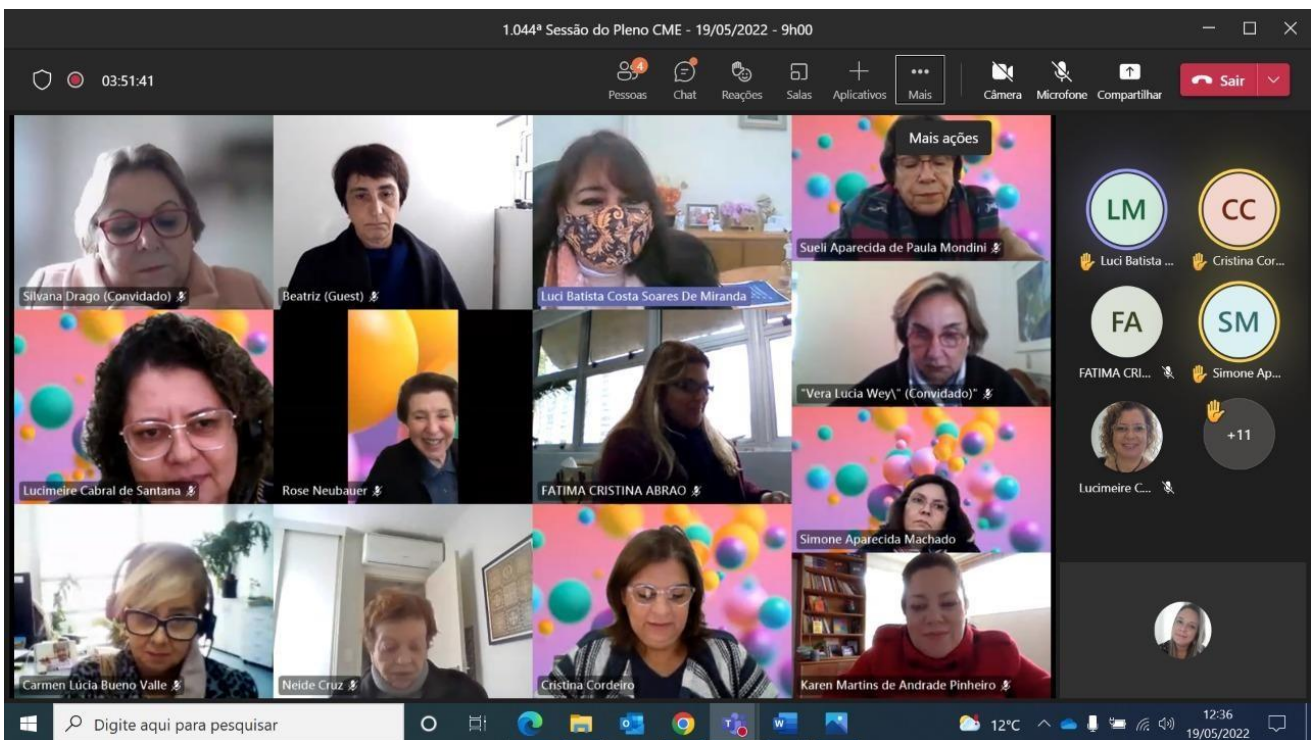 1.044ª Sessão do Pleno CME - 19/05/2022 - 9h00
03:51:41
4
Pessoas
Chat
Reações
Salas
Aplicativos
Mais
Câmera
Microfone
Compartilhar
Sair
Mais ações
Silvana Drago (Convidado)
Beatriz (Guest)
Luci Batista Costa Soares De Miranda
Sueli Aparecida de Paula Mondini
"Vera Lucia Wey\" (Convidado)"
Lucimeire Cabral de Santana
Rose Neubauer
FATIMA CRISTINA ABRAO
Simone Aparecida Machado
Carmen Lúcia Bueno Valle
Neide Cruz
Cristina Cordeiro
Karen Martins de Andrade Pinheiro
LM
CC
Luci Batista ...
Cristina Cor...
FA
SM
FATIMA CRI...
Simone Ap...
+11
Lucimeire C...
Digite aqui para pesquisar
12°C
12:36
19/05/2022